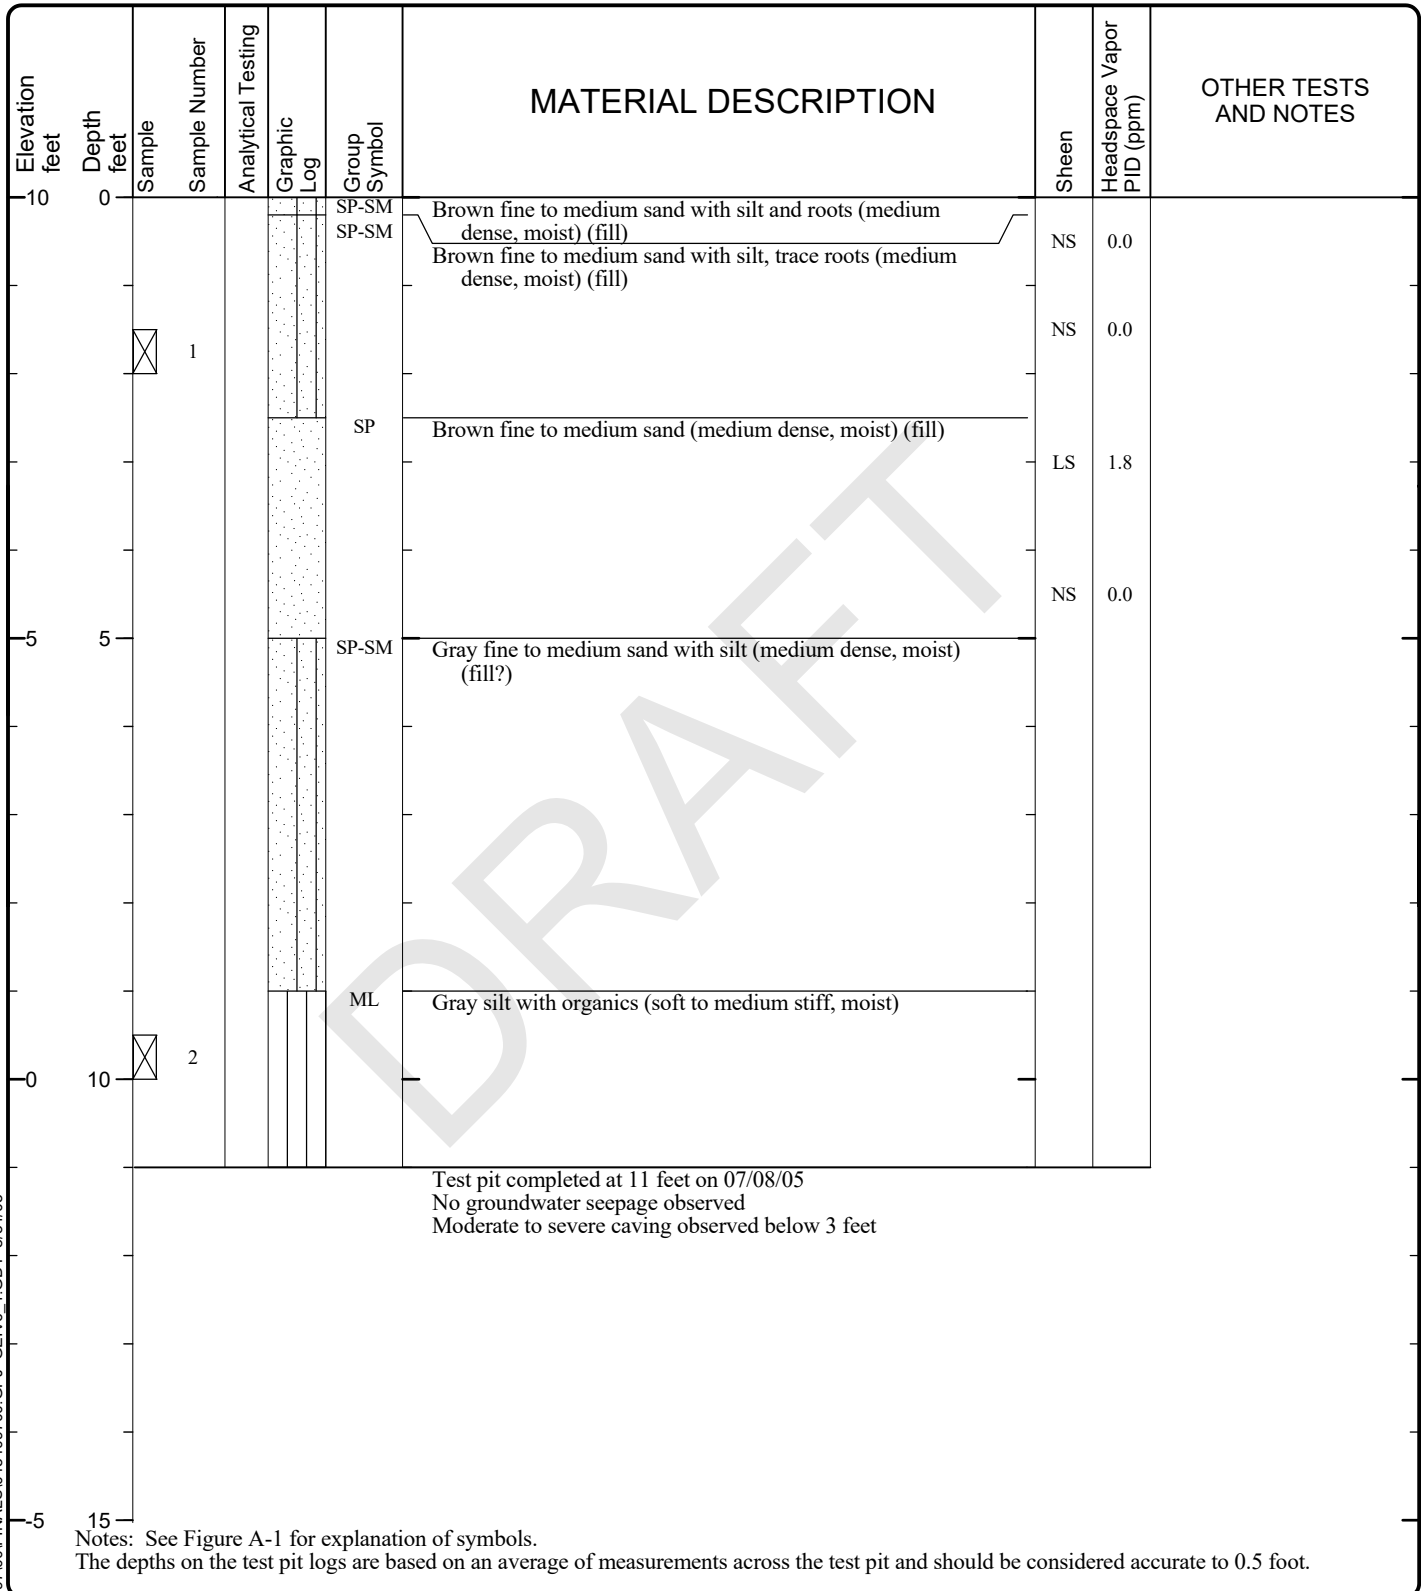 Elevation
feet
Depth
feet
Sample
Sample Number
Analytical Testing
Graphic
Log
Group
Symbol
MATERIAL DESCRIPTION
Sheen
Headspace Vapor
PID (ppm)
OTHER TESTS
AND NOTES
10 0
SP-SM Brown fine to medium sand with silt and roots (medium
dense, moist) (fill)
SP-SM Brown fine to medium sand with silt, trace roots (medium
dense, moist) (fill)
NS 0.0
NS 0.0
1
SP Brown fine to medium sand (medium dense, moist) (fill)
LS 1.8
NS 0.0
5 5
SP-SM Gray fine to medium sand with silt (medium dense, moist)
(fill?)
DRAFT
ML Gray silt with organics (soft to medium stiff, moist)
2
0 10
Test pit completed at 11 feet on 07/08/05
No groundwater seepage observed
Moderate to severe caving observed below 3 feet
-5 15
Notes: See Figure A-1 for explanation of symbols.
The depths on the test pit logs are based on an average of measurements across the test pit and should be considered accurate to 0.5 foot.